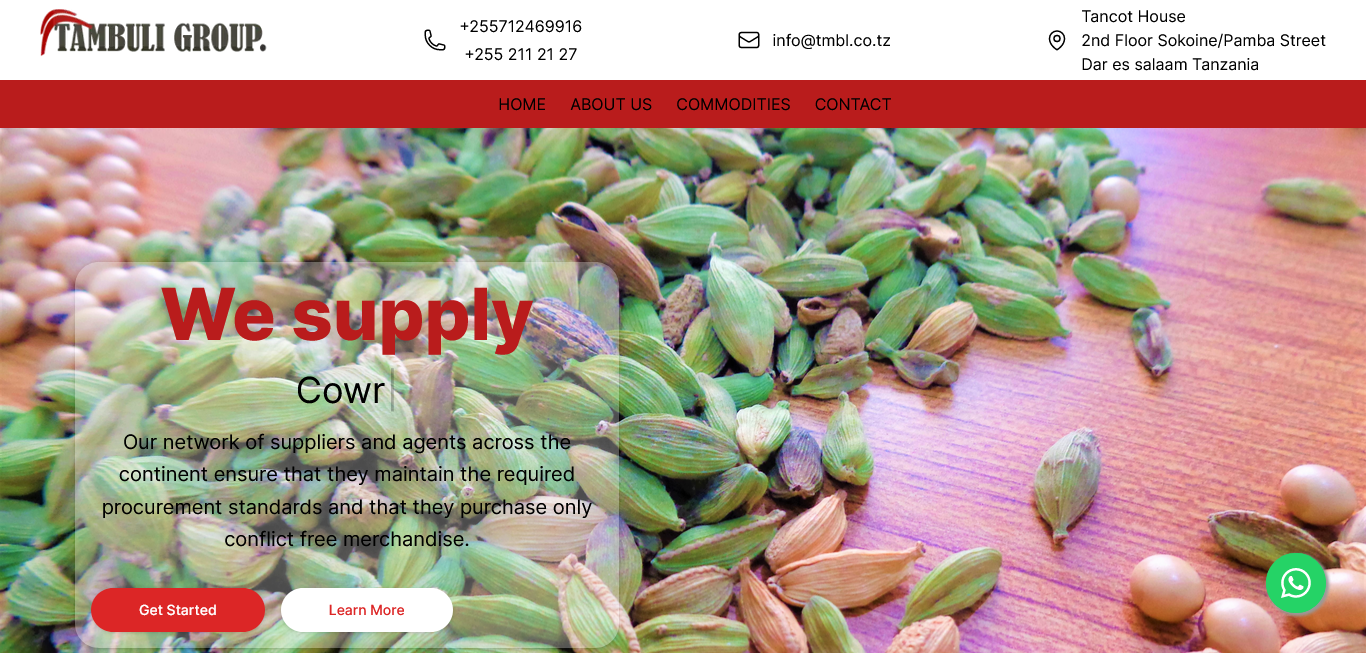 TAMBULI GROUP.
+255712469916
+255 211 21 27
info@tmbl.co.tz
Tancot House
2nd Floor Sokoine/Pamba Street
Dar es salaam Tanzania
HOME ABOUT US COMMODITIES CONTACT
We supply
Cowr
Our network of suppliers and agents across the
continent ensure that they maintain the required
procurement standards and that they purchase only
conflict free merchandise.
Get Started Learn More